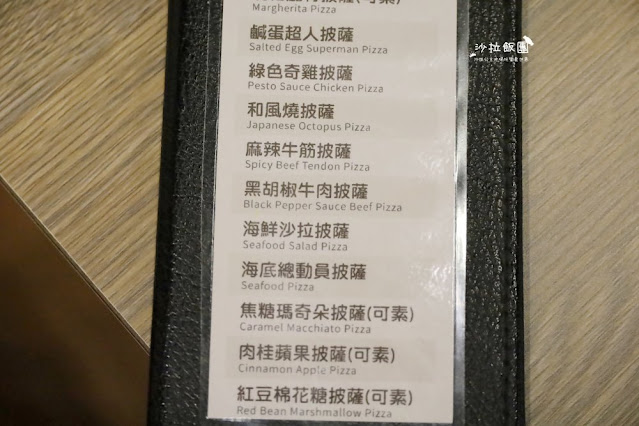 (可素)
Margherita Pizza
鹹蛋超人披薩
Salted Egg Superman Pizza
綠色奇雞披薩
Pesto Sauce Chicken Pizza
和風燒披薩
Japanese Octopus Pizza
麻辣牛筋披薩
Spicy Beef Tendon Pizza
黑胡椒牛肉披薩
Black Pepper Sauce Beef Pizza
海鮮沙拉披薩
Seafood Salad Pizza
海底總動員披薩
Seafood Pizza
焦糖瑪奇朵披薩(可素)
Caramel Macchiato Pizza
肉桂蘋果披薩(可素)
Cinnamon Apple Pizza
紅豆棉花糖披薩(可素)
Red Bean Marshmallow Pizza
沙拉飯團